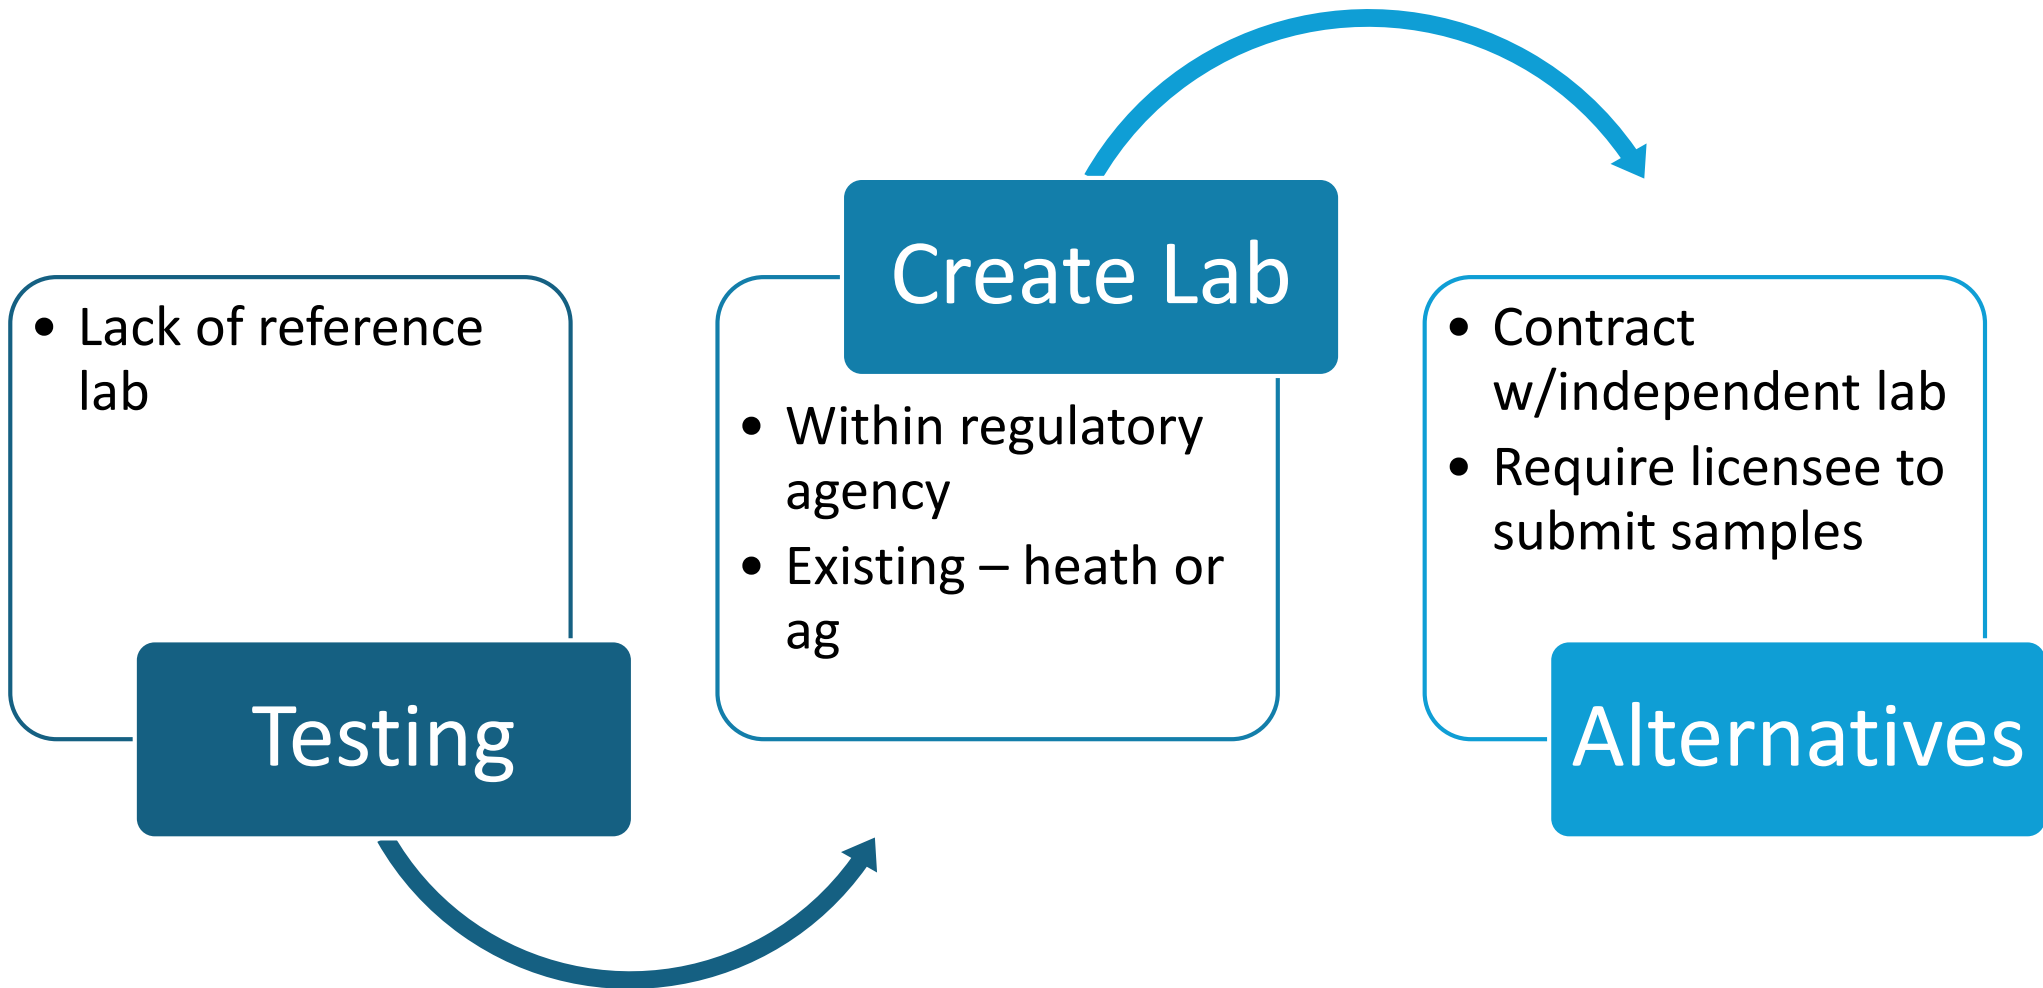 • Lack of reference
lab
Testing
Create Lab
• Within regulatory
agency
• Existing – heath or
ag
• Contract
w/independent lab
• Require licensee to
submit samples
Alternatives